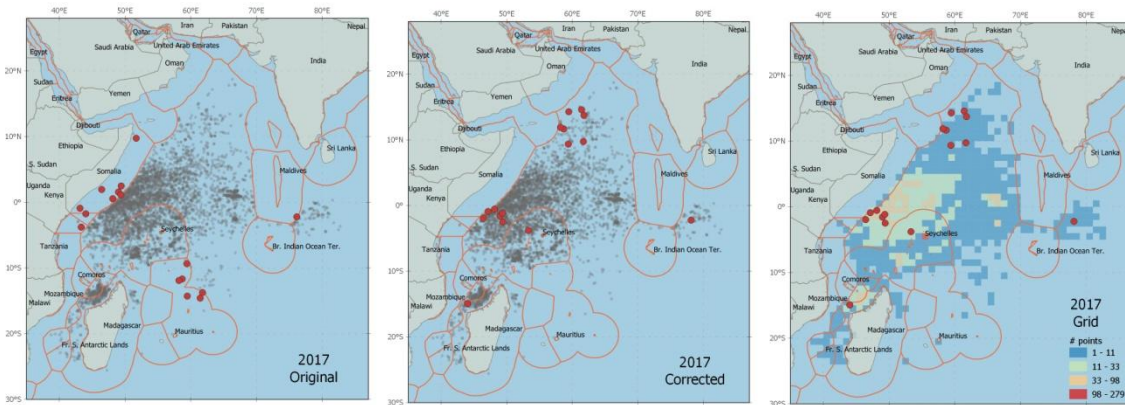 40°E 50°E 60°E 70°E 80°E
Iran
Pakistan
Nepal
Qatar
Egypt
Saudi Arabia
United Arab Emirates
Oman
India
20°N
Sudan
Eritrea
Yemen
Djibouti
10°N
Ethiopia
Sri Lanka
S. Sudan
Somalia
Maldives
Uganda
Kenya
0°
Tanzania
Seychelles
Br. Indian Ocean Ter.
10°S
Comoros
Mozambique
Malawi
Madagascar
Mauritius
20°S
Fr. S. Antarctic Lands
2017
Original
30°S
40°E 50°E 60°E 70°E 80°E
Iran
Pakistan
Nepal
Qatar
Egypt
Saudi Arabia
United Arab Emirates
Oman
India
20°N
Sudan
Eritrea
Yemen
Djibouti
10°N
Ethiopia
Sri Lanka
S. Sudan
Somalia
Maldives
Uganda
Kenya
0°
Tanzania
Seychelles
Br. Indian Ocean Ter.
10°S
Comoros
Mozambique
Malawi
Madagascar
Mauritius
20°S
Fr. S. Antarctic Lands
2017
Corrected
30°S
40°E 50°E 60°E 70°E 80°E
Iran
Pakistan
Nepal
Qatar
Egypt
Saudi Arabia
United Arab Emirates
Oman
India
20°N
Sudan
Eritrea
Yemen
Djibouti
10°N
Ethiopia
Sri Lanka
S. Sudan
Somalia
Maldives
Uganda
Kenya
0°
Tanzania
Seychelles
Br. Indian Ocean Ter.
10°S
Comoros
Mozambique
Malawi
Madagascar
Mauritius
20°S
Fr. S. Antarctic Lands
2017
Grid
# points
1 - 11
11 - 33
33 - 98
98 - 279
30°S